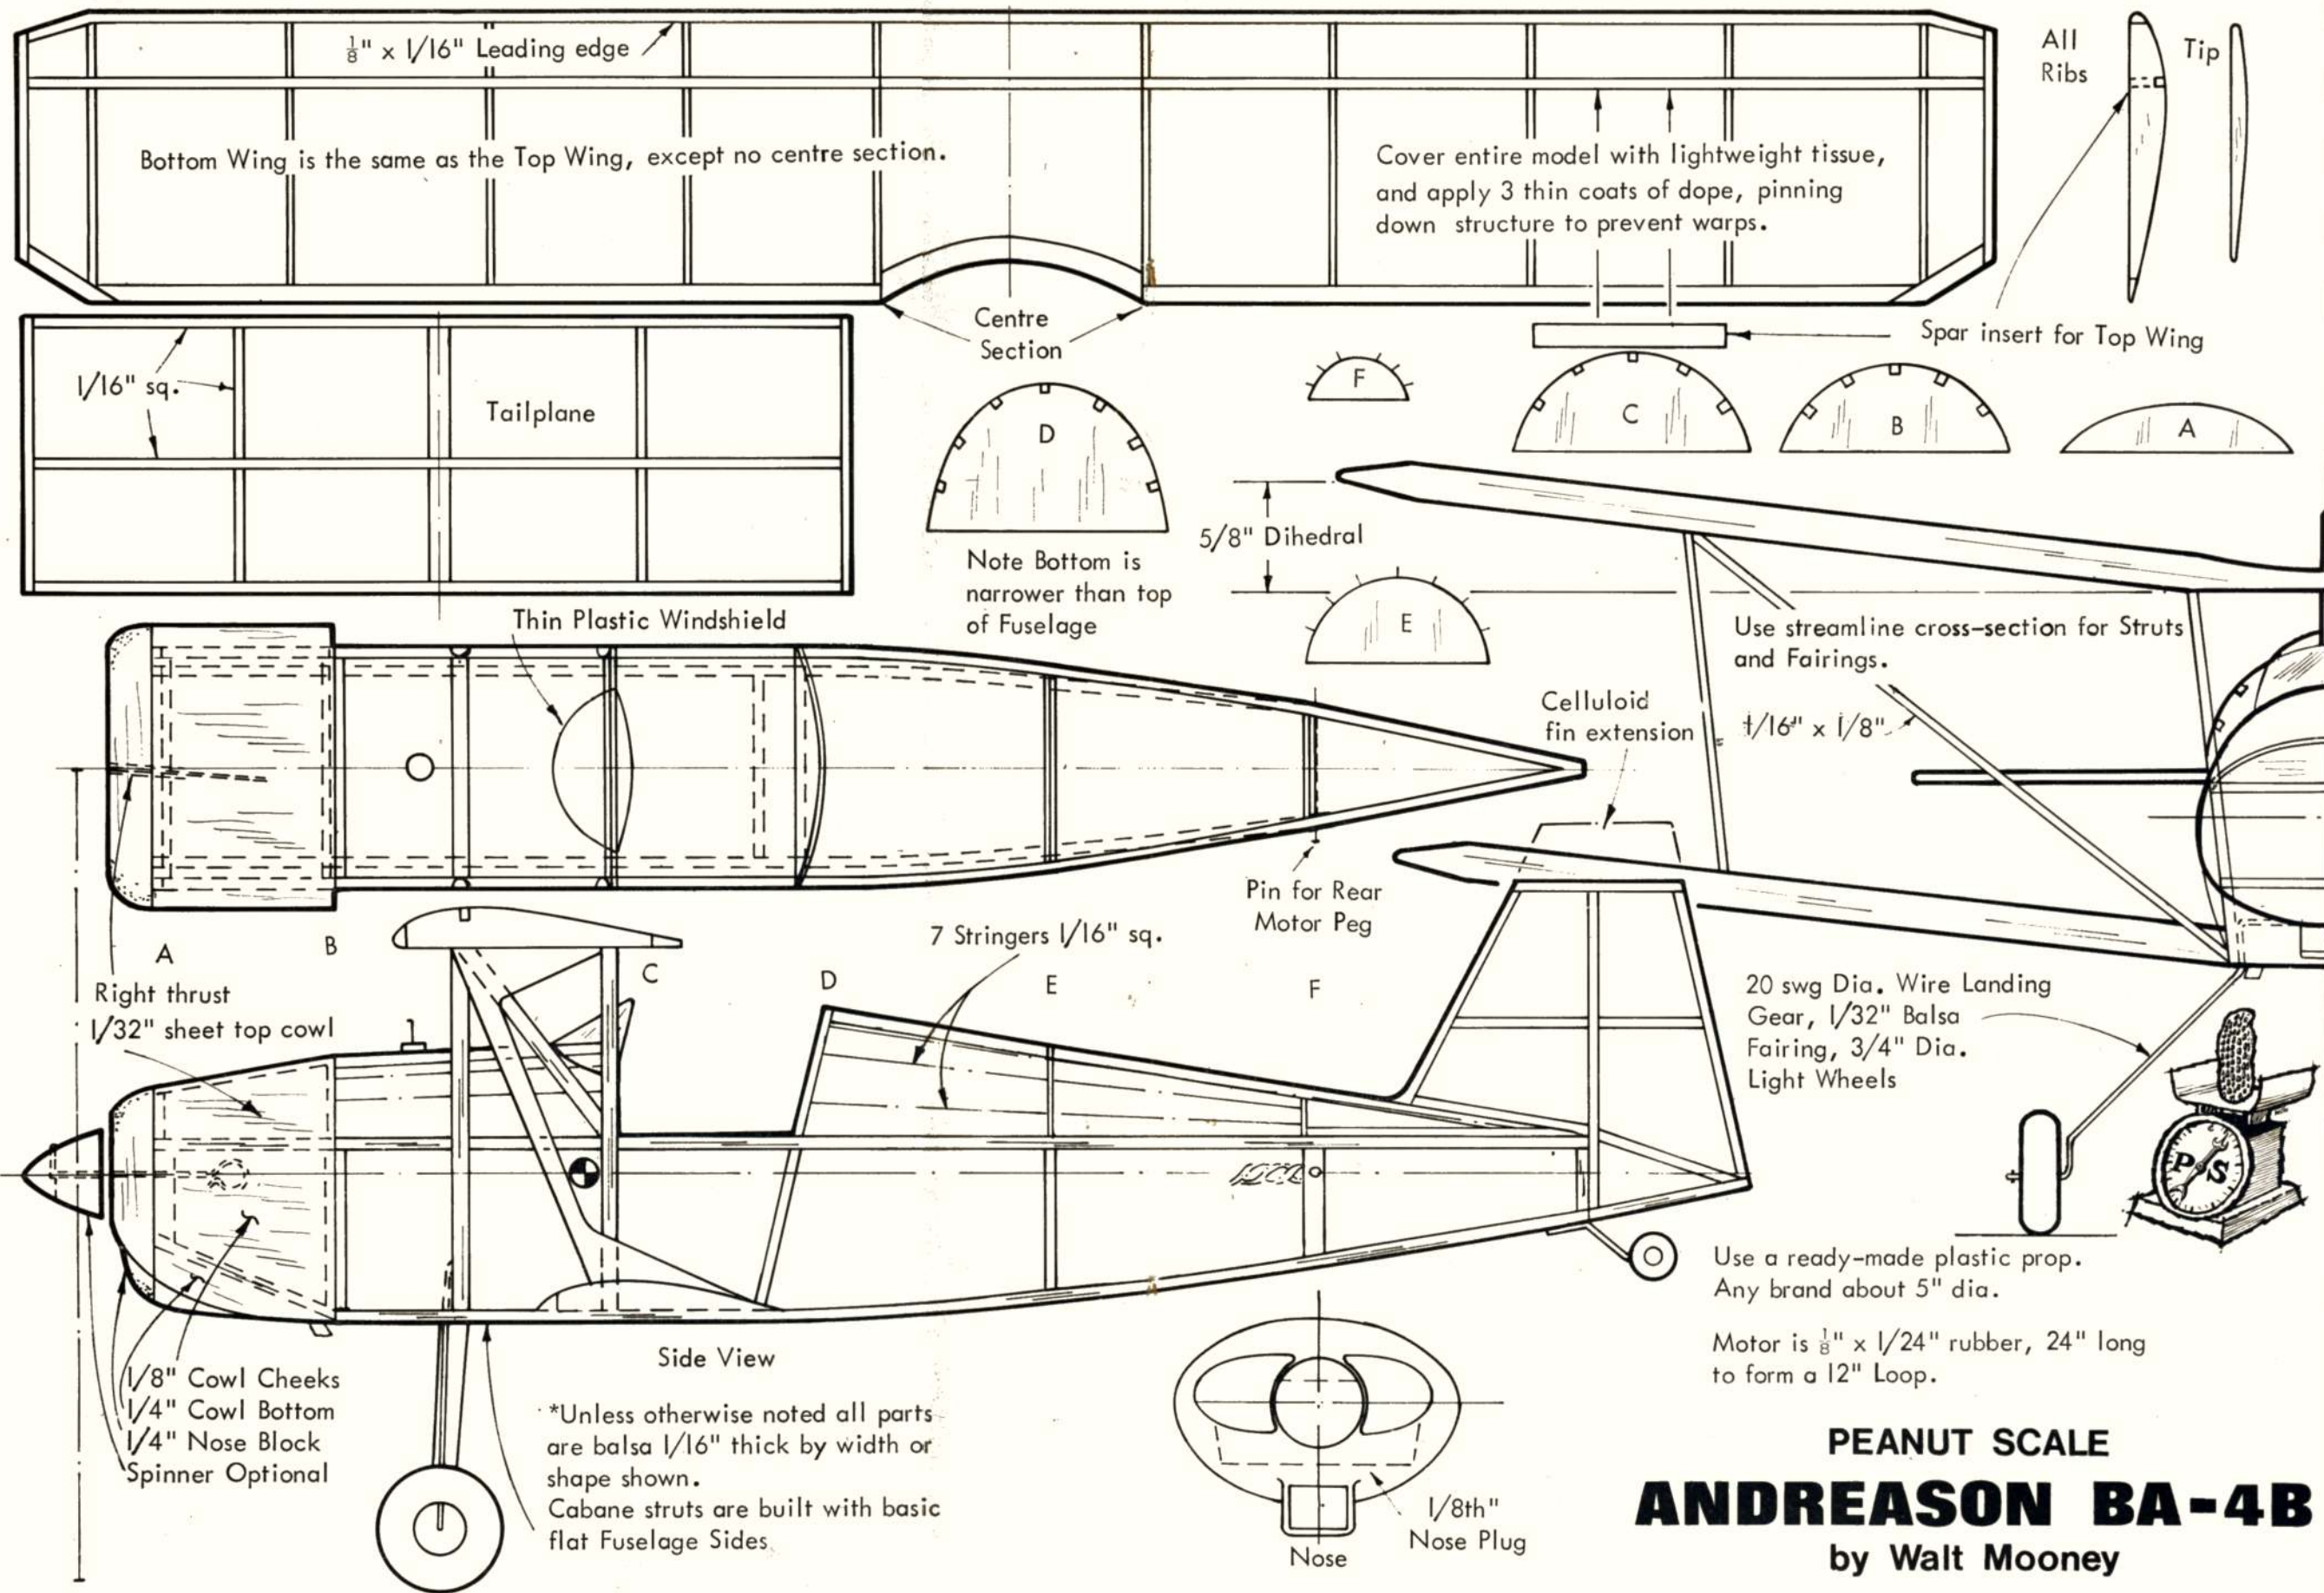 ⅛" x 1/16" Leading edge
All
Ribs
Tip
Bottom Wing is the same as the Top Wing, except no centre section.
Cover entire model with lightweight tissue,
and apply 3 thin coats of dope, pinning
down structure to prevent warps.
Centre
Section
Spar insert for Top Wing
1/16" sq.
Tailplane
F
C
B
A
D
5/8" Dihedral
Note Bottom is
narrower than top
of Fuselage
E
Thin Plastic Windshield
Use streamline cross-section for Struts
and Fairings.
Celluloid
fin extension
1/16" x 1/8"
Pin for Rear
Motor Peg
A
B
7 Stringers 1/16" sq.
C
D
E
F
Right thrust
1/32" sheet top cowl
20 swg Dia. Wire Landing
Gear, 1/32" Balsa
Fairing, 3/4" Dia.
Light Wheels
P S
Use a ready-made plastic prop.
Any brand about 5" dia.
Motor is ⅛" x 1/24" rubber, 24" long
to form a 12" Loop.
Side View
1/8" Cowl Cheeks
1/4" Cowl Bottom
1/4" Nose Block
Spinner Optional
*Unless otherwise noted all parts
are balsa 1/16" thick by width or
shape shown.
Cabane struts are built with basic
flat Fuselage Sides.
1/8th"
Nose Plug
Nose
PEANUT SCALE
ANDREASON BA-4B
by Walt Mooney